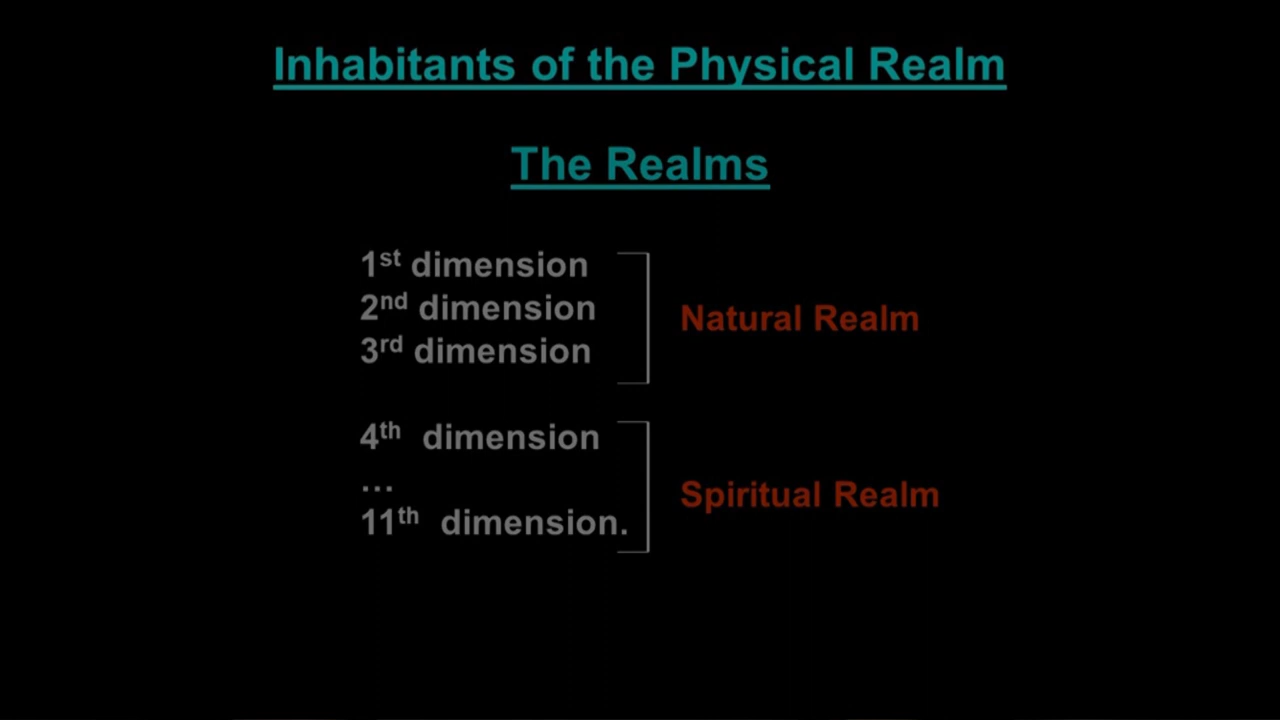 Inhabitants of the Physical Realm
The Realms
1st dimension
2nd dimension
3rd dimension
Natural Realm
4th dimension
...
11th dimension.
Spiritual Realm